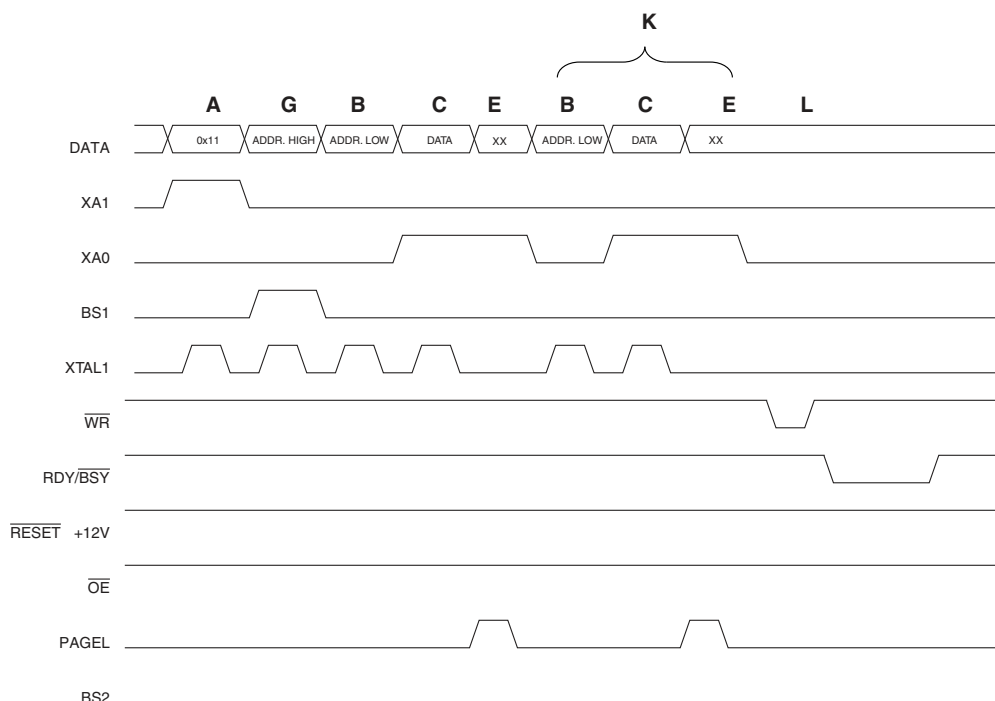 K
A G B C E B C E L
DATA 0x11 ADDR. HIGH ADDR. LOW DATA XX ADDR. LOW DATA XX
XA1
XA0
BS1
XTAL1
WR
RDY/BSY
RESET +12V
OE
PAGEL
BS2